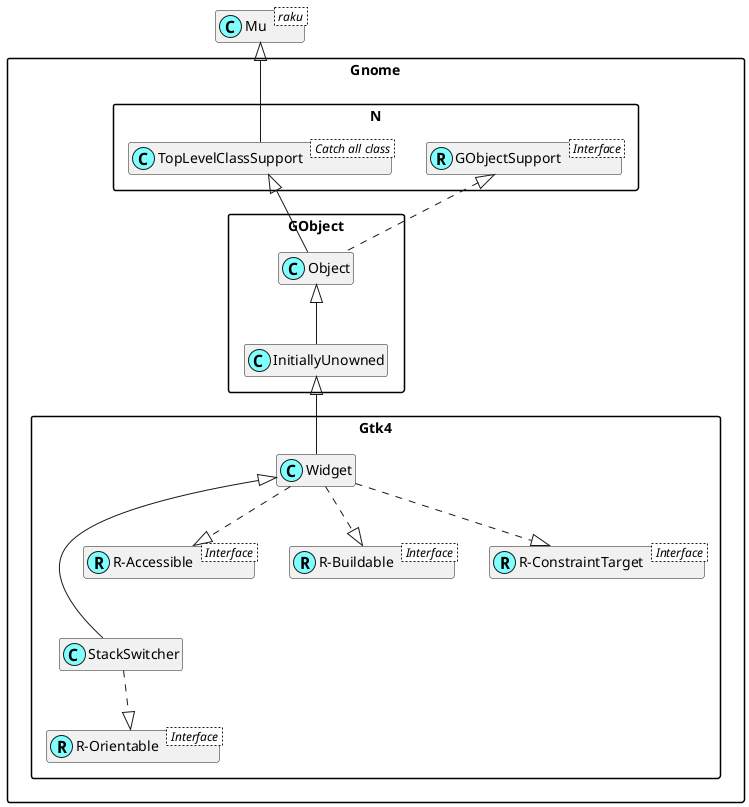 C Mu raku
Gnome
N
C TopLevelClassSupport Catch all class
R GObjectSupport Interface
GObject
C Object
C InitiallyUnowned
Gtk4
C Widget
R R-Accessible Interface
R R-Buildable Interface
R R-ConstraintTarget Interface
C StackSwitcher
R R-Orientable Interface